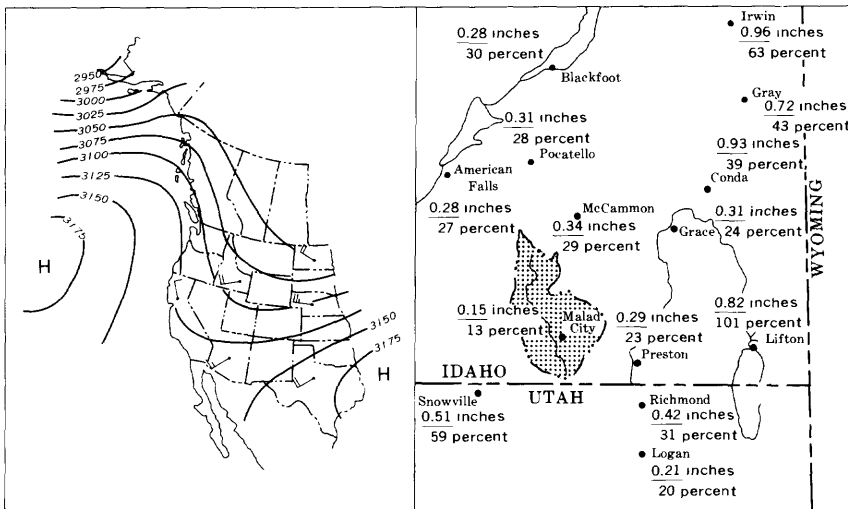 2950
2975
3000
3025
3050
3075
3100
3125
3150
3175
H
3150
3175
H
0.28 inches
30 percent
Blackfoot
Irwin
0.96 inches
63 percent
Gray
0.72 inches
43 percent
0.31 inches
28 percent
Pocatello
0.93 inches
39 percent
Conda
American
Falls
0.28 inches
27 percent
McCammon
0.34 inches
29 percent
0.31 inches
24 percent
Grace
WYOMING
0.15 inches
13 percent
Malad
City
0.29 inches
23 percent
Preston
0.82 inches
101 percent
Lifton
IDAHO
UTAH
Snowville
0.51 inches
59 percent
Richmond
0.42 inches
31 percent
Logan
0.21 inches
20 percent